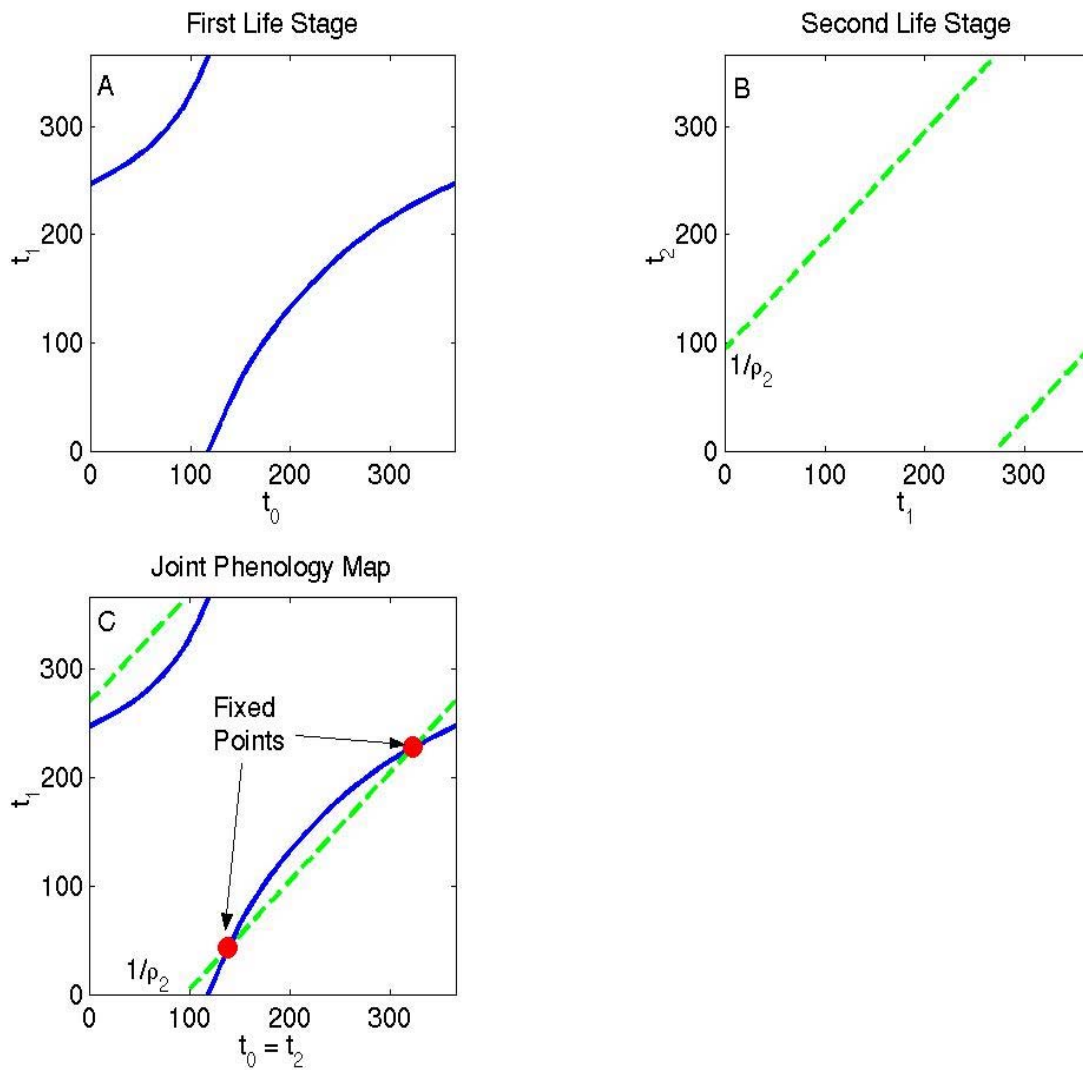 First Life Stage
A
300
200
100
0
t₁
0 100 200 300
t₀
Second Life Stage
B
300
200
100
0
t₂
1/ρ₂
0 100 200 300
t₁
Joint Phenology Map
C
300
200
100
0
t₁
Fixed
Points
1/ρ₂
0 100 200 300
t₀ = t₂